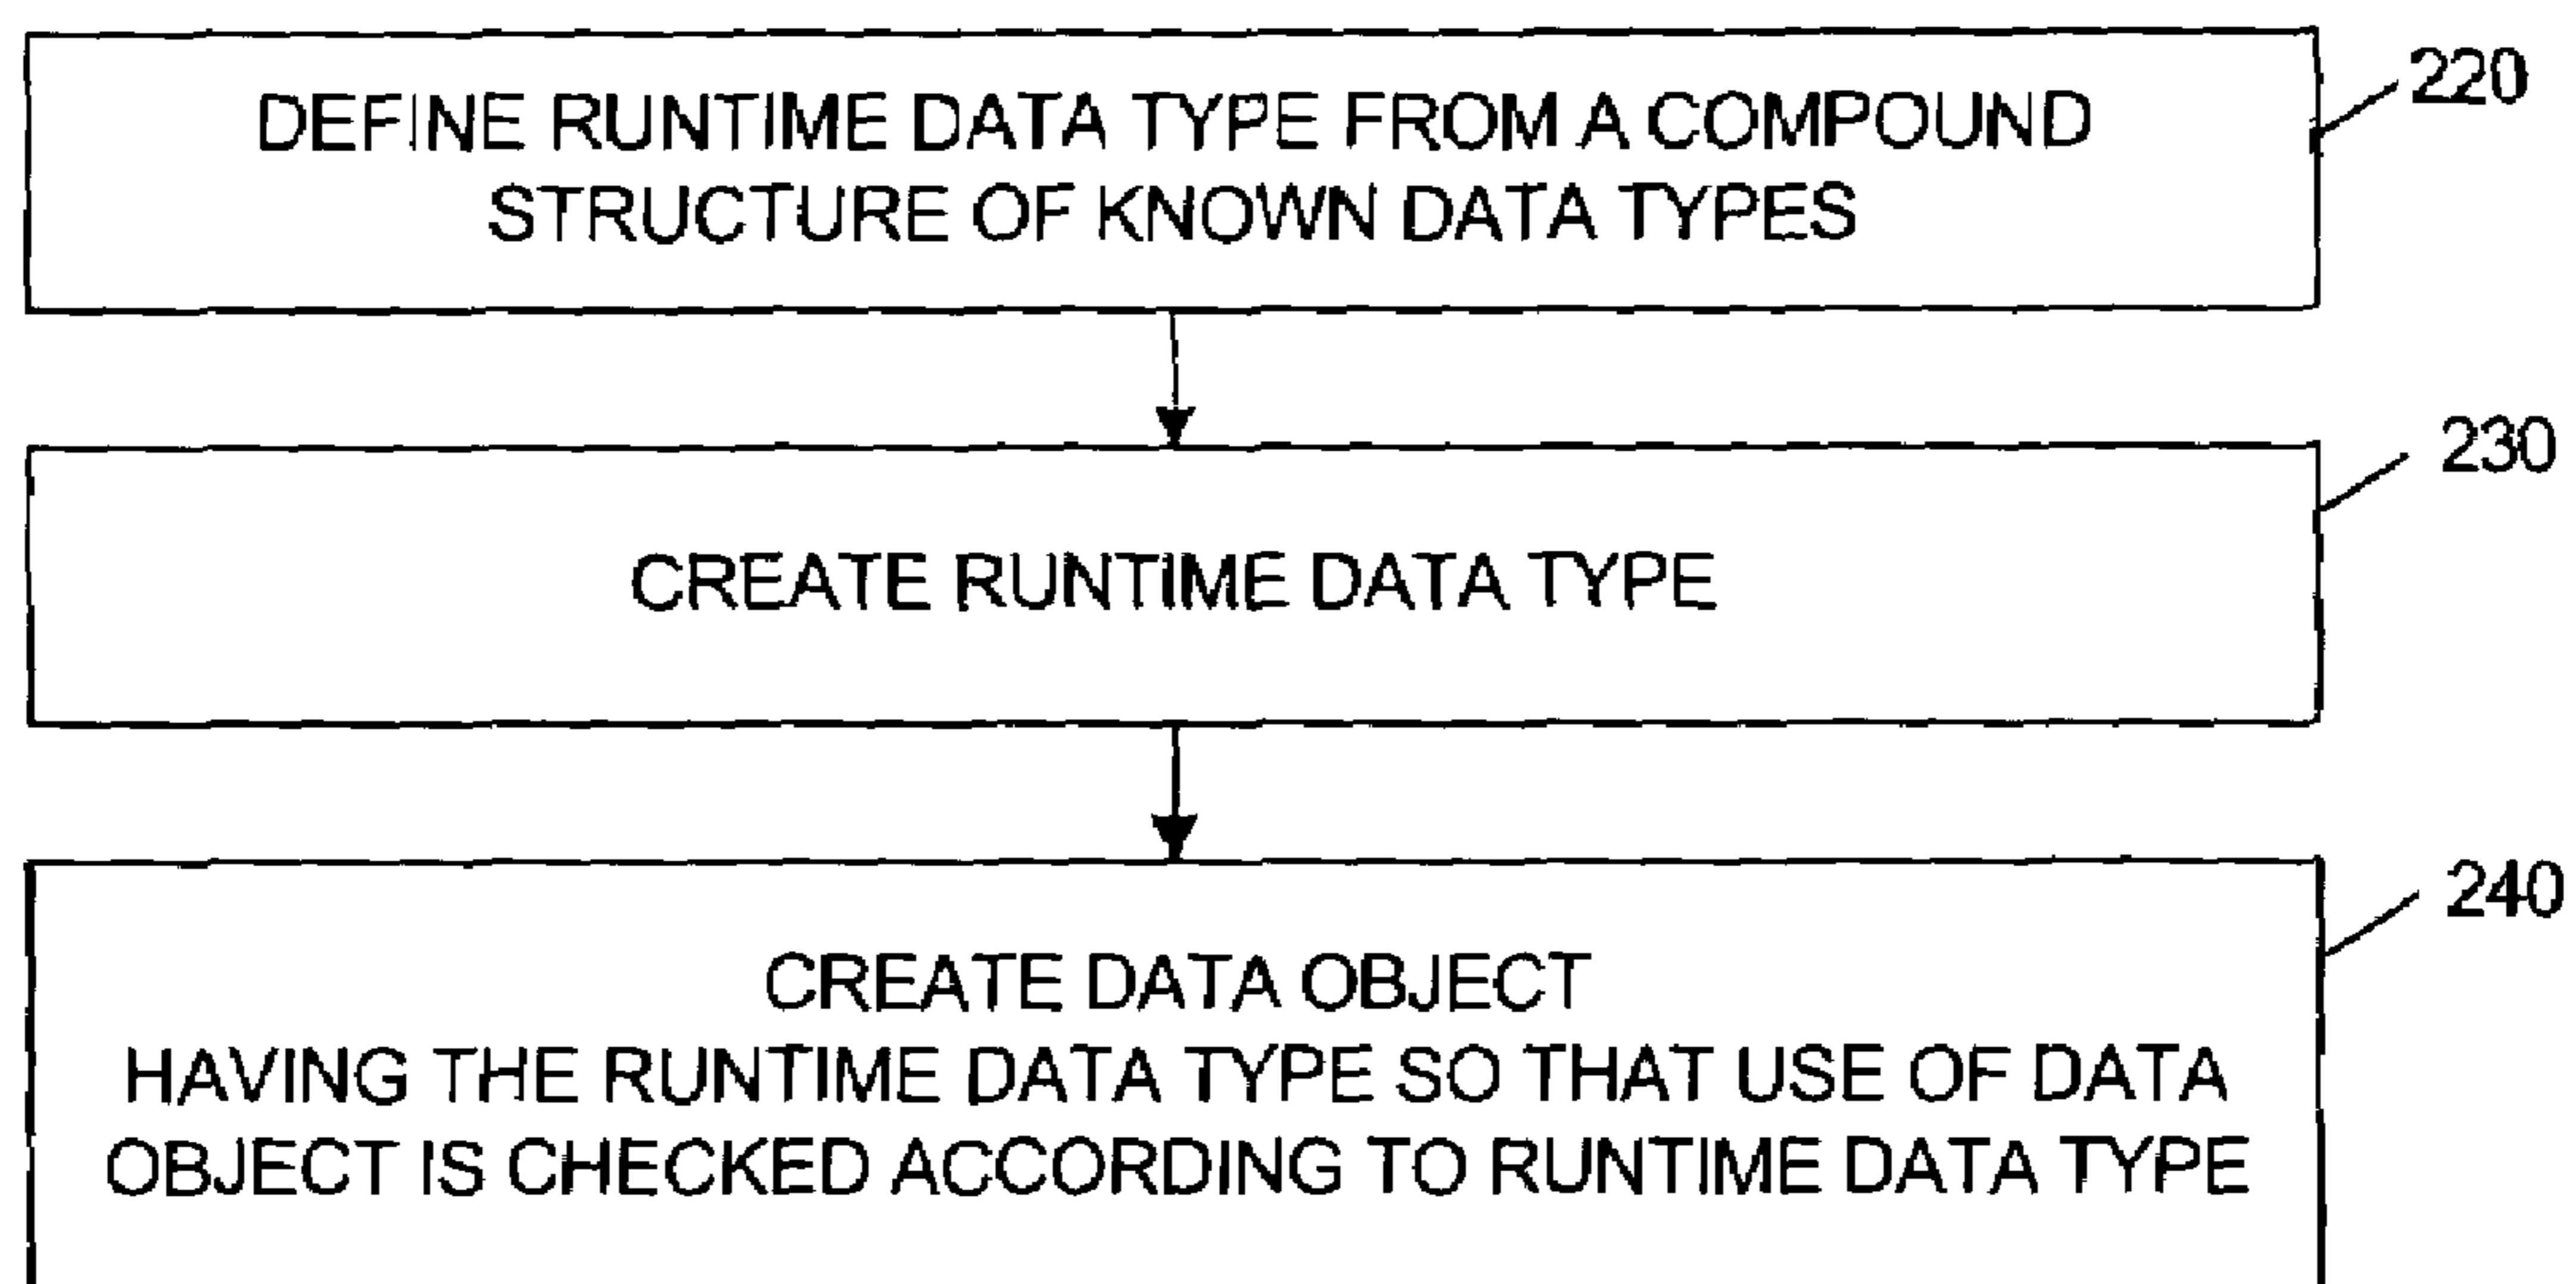 DEFINE RUNTIME DATA TYPE FROM A COMPOUND
STRUCTURE OF KNOWN DATA TYPES
220
CREATE RUNTIME DATA TYPE
230
CREATE DATA OBJECT
HAVING THE RUNTIME DATA TYPE SO THAT USE OF DATA
OBJECT IS CHECKED ACCORDING TO RUNTIME DATA TYPE
240